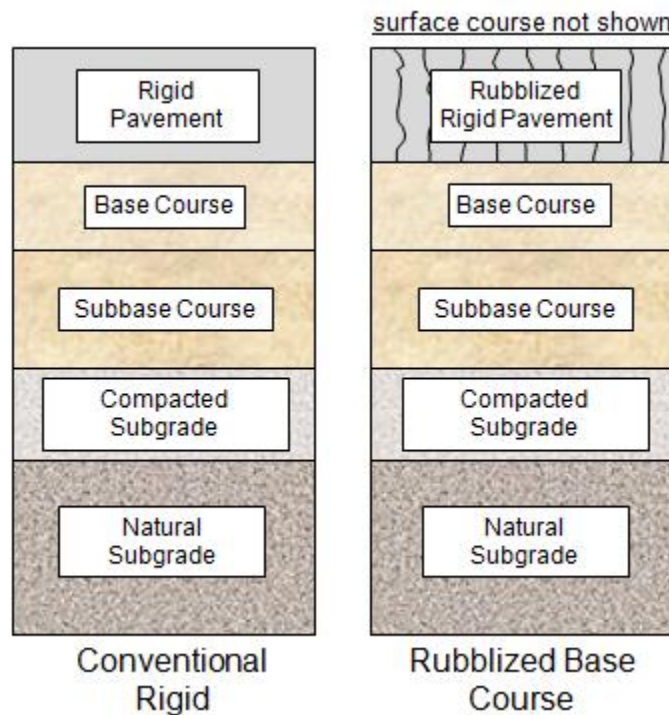 surface course not shown
Rigid
Pavement
Base Course
Subbase Course
Compacted
Subgrade
Natural
Subgrade
Conventional
Rigid
Rubblized
Rigid Pavement
Base Course
Subbase Course
Compacted
Subgrade
Natural
Subgrade
Rubblized Base
Course